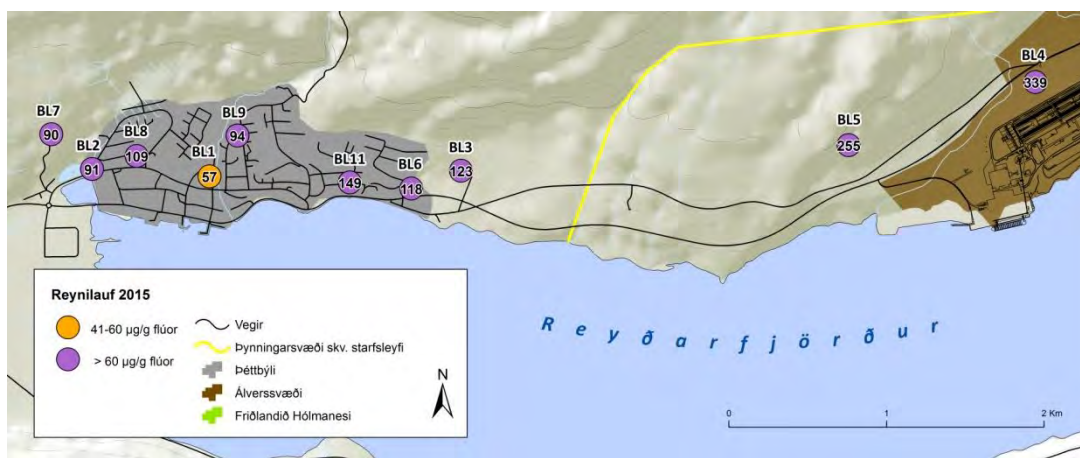 BL7
90
BL2
91
BL8
109
BL1
57
BL9
94
BL11
149
BL6
118
BL3
123
BL5
255
BL4
339
Reynilauf 2015
41-60 µg/g flúor
> 60 µg/g flúor
Vegir
Þynningarsvæði skv. starfsleyfi
Þéttbýli
Álverssvæði
Friðlandið Hólmanesi
N
Reyðarfjörður
0 1 2 Km